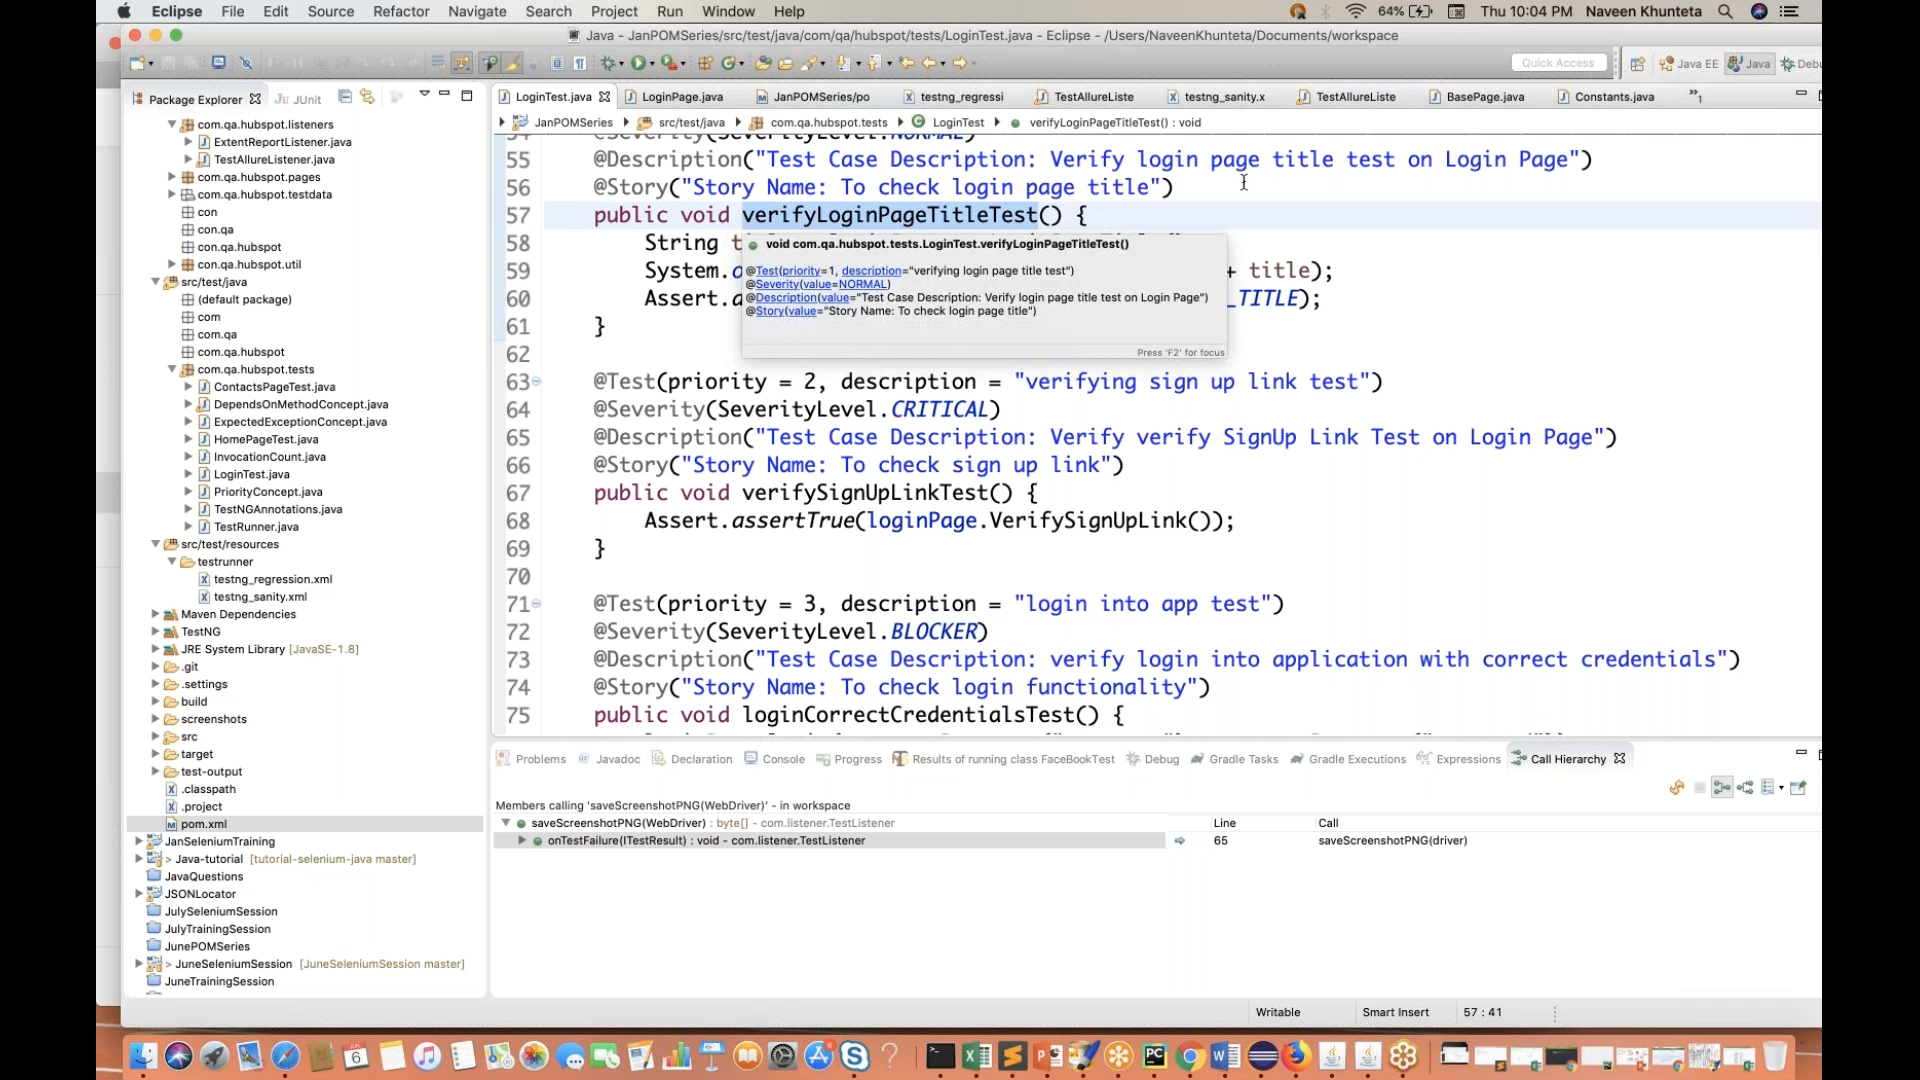 Eclipse File Edit Source Refactor Navigate Search Project Run Window Help 64% Thu 10:04 PM Naveen Khunteta
Java - JanPOMSeries/src/test/java/com/qa/hubspot/tests/LoginTest.java - Eclipse - /Users/NaveenKhunteta/Documents/workspace
Quick Access Java EE Java Debu
Package Explorer JUnit
LoginTest.java LoginPage.java JanPOMSeries/po testng_regressi TestAllureListe testng_sanity.x TestAllureListe BasePage.java Constants.java 1
JanPOMSeries src/test/java com.qa.hubspot.tests LoginTest verifyLoginPageTitleTest() : void
com.qa.hubspot.listeners
ExtentReportListener.java
TestAllureListener.java
com.qa.hubspot.pages
com.qa.hubspot.testdata
con
con.qa
con.qa.hubspot
con.qa.hubspot.util
src/test/java
(default package)
com
com.qa
com.qa.hubspot
com.qa.hubspot.tests
ContactsPageTest.java
DependsOnMethodConcept.java
ExpectedExceptionConcept.java
HomePageTest.java
InvocationCount.java
LoginTest.java
PriorityConcept.java
TestNGAnnotations.java
TestRunner.java
src/test/resources
testrunner
testng_regression.xml
testng_sanity.xml
Maven Dependencies
TestNG
JRE System Library [JavaSE-1.8]
.git
.settings
build
screenshots
src
target
test-output
.classpath
.project
pom.xml
JanSeleniumTraining
> Java-tutorial [tutorial-selenium-java master]
JavaQuestions
JSONLocator
JulySeleniumSession
JulyTrainingSession
JunePOMSeries
> JuneSeleniumSession [JuneSeleniumSession master]
JuneTrainingSession
54 @Severity(SeverityLevel.NORMAL)
55 @Description("Test Case Description: Verify login page title test on Login Page")
56 @Story("Story Name: To check login page title")
57 public void verifyLoginPageTitleTest() {
58 String t
59 System.o + title);
60 Assert.a _TITLE);
61 }
62
63 @Test(priority = 2, description = "verifying sign up link test")
64 @Severity(SeverityLevel.CRITICAL)
65 @Description("Test Case Description: Verify verify SignUp Link Test on Login Page")
66 @Story("Story Name: To check sign up link")
67 public void verifySignUpLinkTest() {
68 Assert.assertTrue(loginPage.VerifySignUpLink());
69 }
70
71 @Test(priority = 3, description = "login into app test")
72 @Severity(SeverityLevel.BLOCKER)
73 @Description("Test Case Description: verify login into application with correct credentials")
74 @Story("Story Name: To check login functionality")
75 public void loginCorrectCredentialsTest() {
void com.qa.hubspot.tests.LoginTest.verifyLoginPageTitleTest()
@Test(priority=1, description="verifying login page title test")
@Severity(value=NORMAL)
@Description(value="Test Case Description: Verify login page title test on Login Page")
@Story(value="Story Name: To check login page title")
Press 'F2' for focus
Problems Javadoc Declaration Console Progress Results of running class FaceBookTest Debug Gradle Tasks Gradle Executions Expressions Call Hierarchy
Members calling 'saveScreenshotPNG(WebDriver)' - in workspace
saveScreenshotPNG(WebDriver) : byte[] - com.listener.TestListener
onTestFailure(ITestResult) : void - com.listener.TestListener
Line Call
65 saveScreenshotPNG(driver)
Writable Smart Insert 57 : 41
6